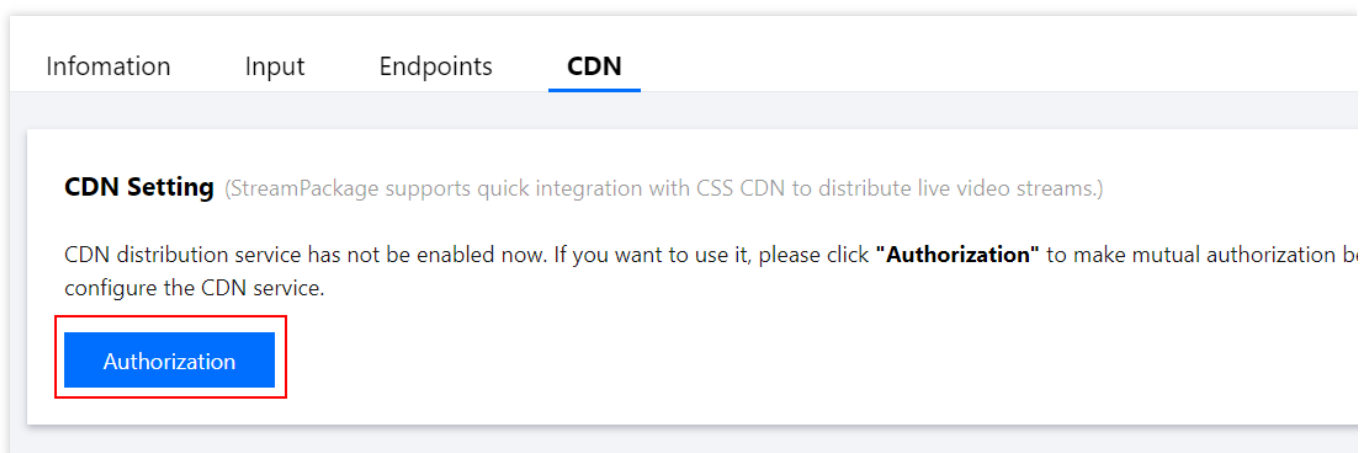 Infomation Input Endpoints CDN
CDN Setting (StreamPackage supports quick integration with CSS CDN to distribute live video streams.)
CDN distribution service has not be enabled now. If you want to use it, please click "Authorization" to make mutual authorization
configure the CDN service.
Authorization